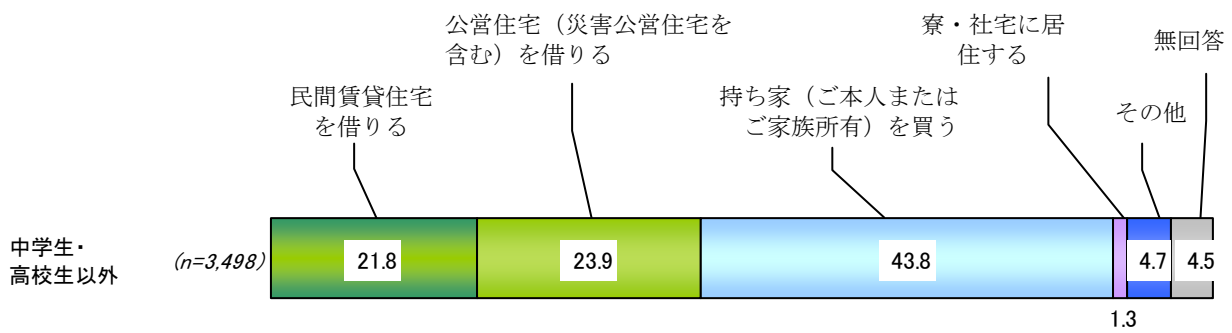 公営住宅（災害公営住宅を
含む）を借りる
寮・社宅に居
住する
無回答
民間賃貸住宅
を借りる
持ち家（ご本人または
ご家族所有）を買う
その他
中学生・
高校生以外
(n=3,498)
21.8
23.9
43.8
4.7
4.5
1.3